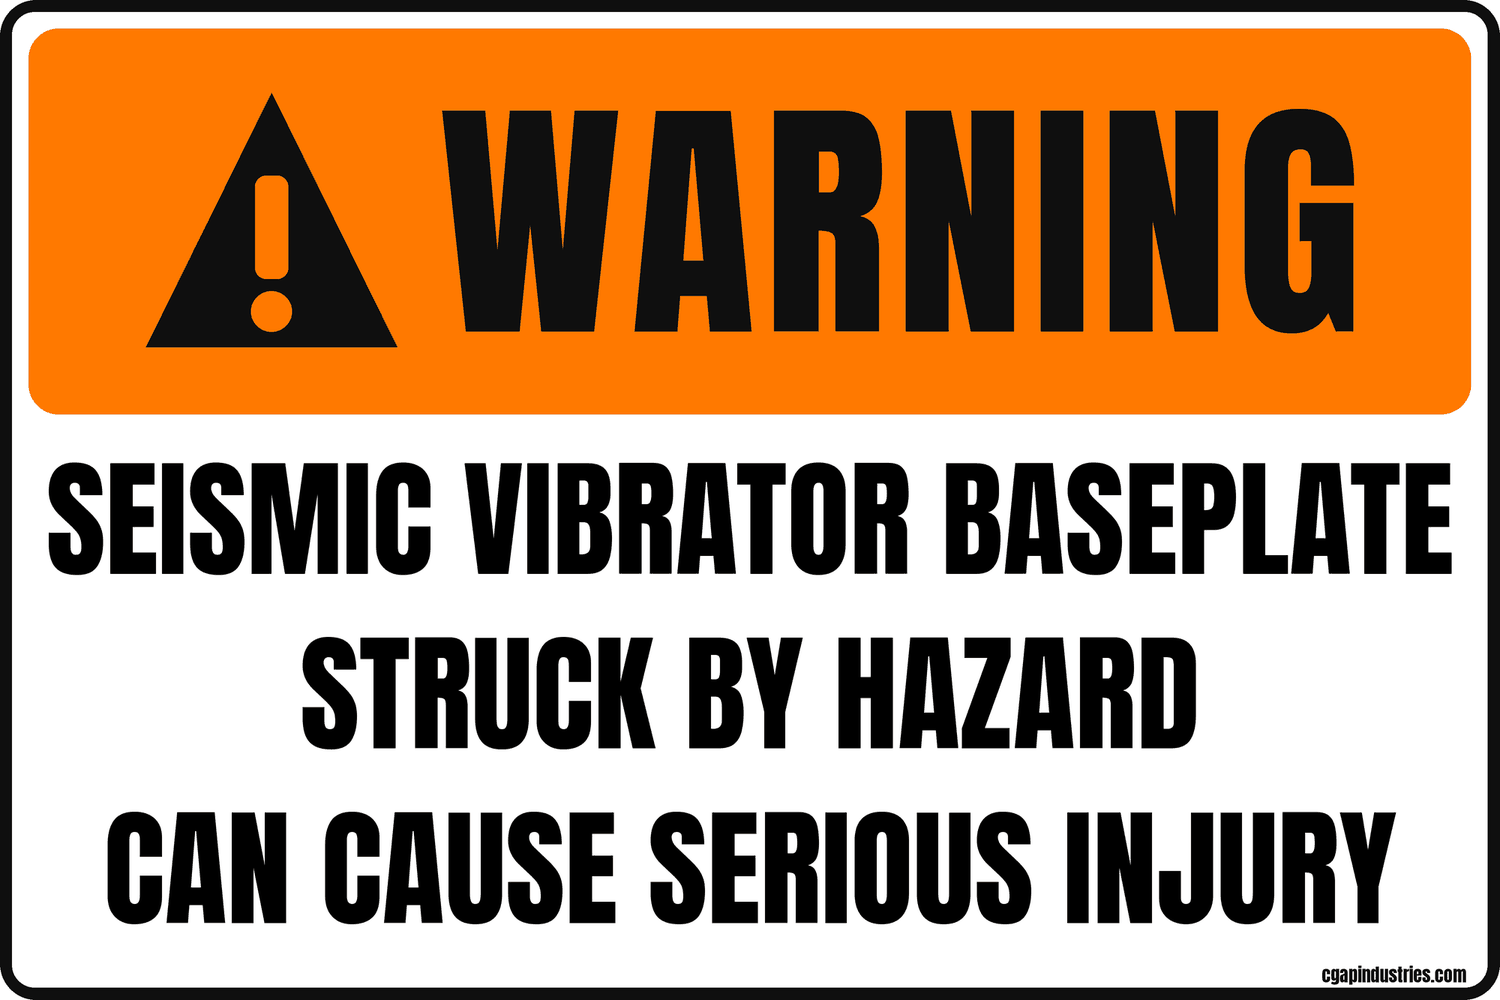 WARNING
SEISMIC VIBRATOR BASEPLATE
STRUCK BY HAZARD
CAN CAUSE SERIOUS INJURY
cgapindustries.com